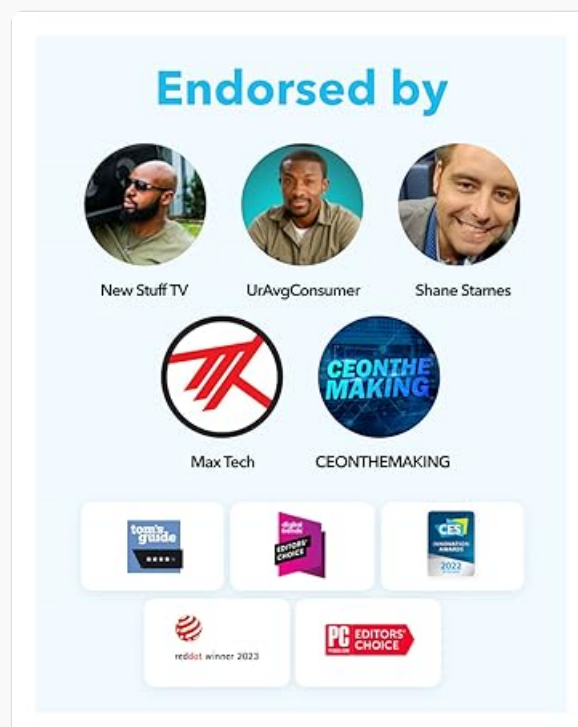 Endorsed by
New Stuff TV
UrAvgConsumer
Shane Starnes
CEONTHE
MAKING
Max Tech
CEONTHEMAKING
tom's
guide
digital
trends
EDITORS'
CHOICE
CES
INNOVATION
AWARDS
2022
reddot winner 2023
PC
EDITORS'
CHOICE